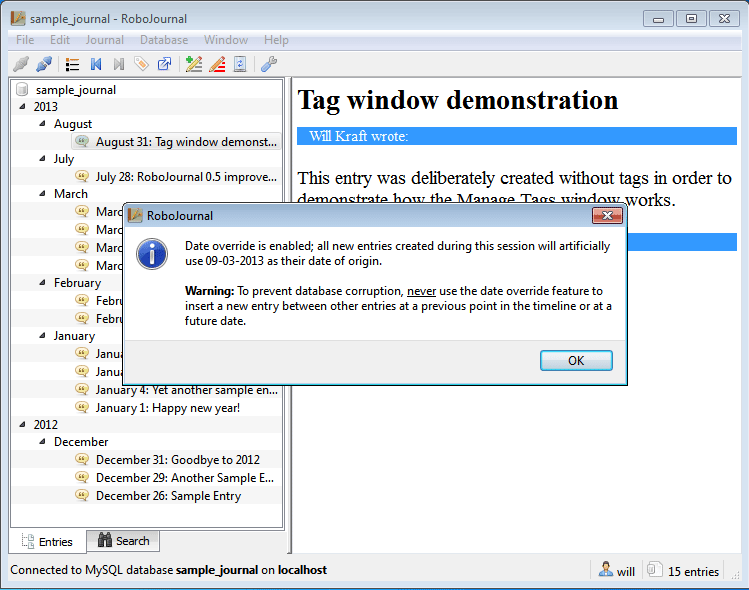 sample_journal - RoboJournal
File Edit Journal Database Window Help
sample_journal
2013
August
August 31: Tag window demonst...
July
July 28: RoboJournal 0.5 improve...
March
Marc
Marc
Marc
Marc
February
Febru
Febru
January
Janua
Janua
January 4: Yet another sample en...
January 1: Happy new year!
2012
December
December 31: Goodbye to 2012
December 29: Another Sample E...
December 26: Sample Entry
Entries
Search
Tag window demonstration
Will Kraft wrote:
This entry was deliberately created without tags in order to
demonstrate how the Manage Tags window works.
RoboJournal
Date override is enabled; all new entries created during this session will artificially
use 09-03-2013 as their date of origin.
Warning: To prevent database corruption, never use the date override feature to
insert a new entry between other entries at a previous point in the timeline or at a
future date.
OK
Connected to MySQL database sample_journal on localhost
will
15 entries